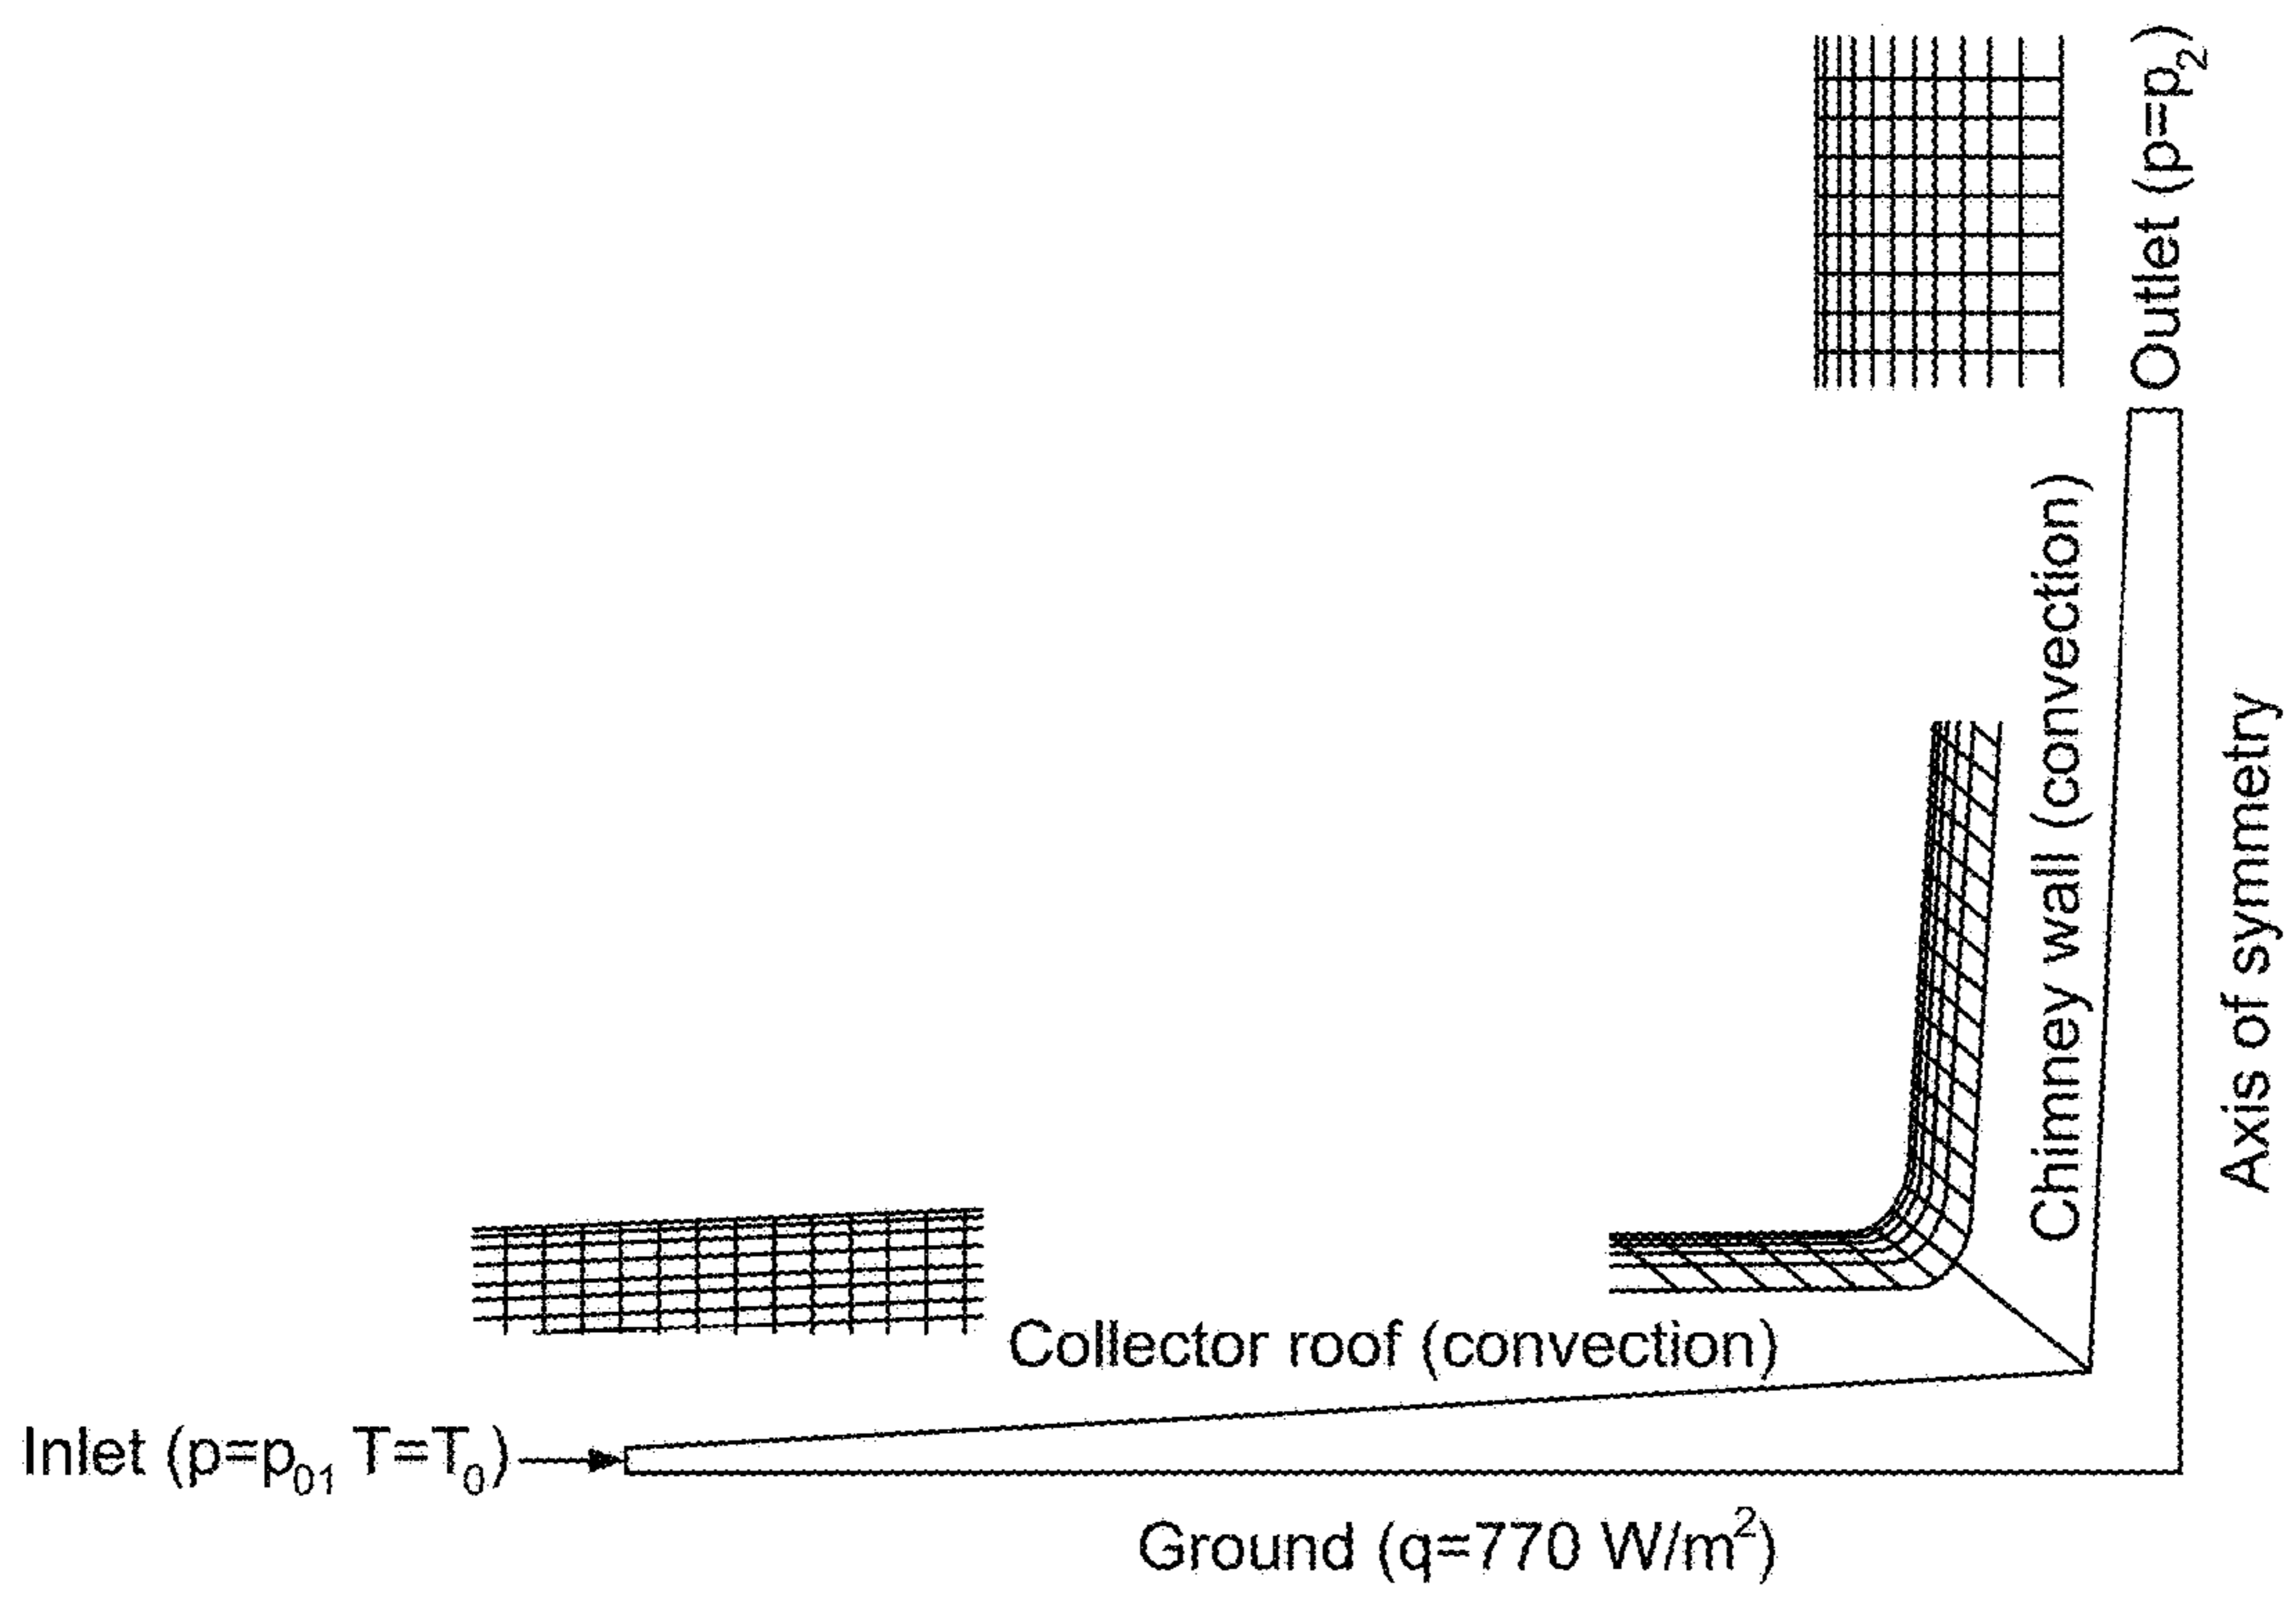 Outlet (p=p₂)
Chimney wall (convection)
Axis of symmetry
Collector roof (convection)
Inlet (p=p₀₁ T=T₀)
Ground (q=770 W/m²)